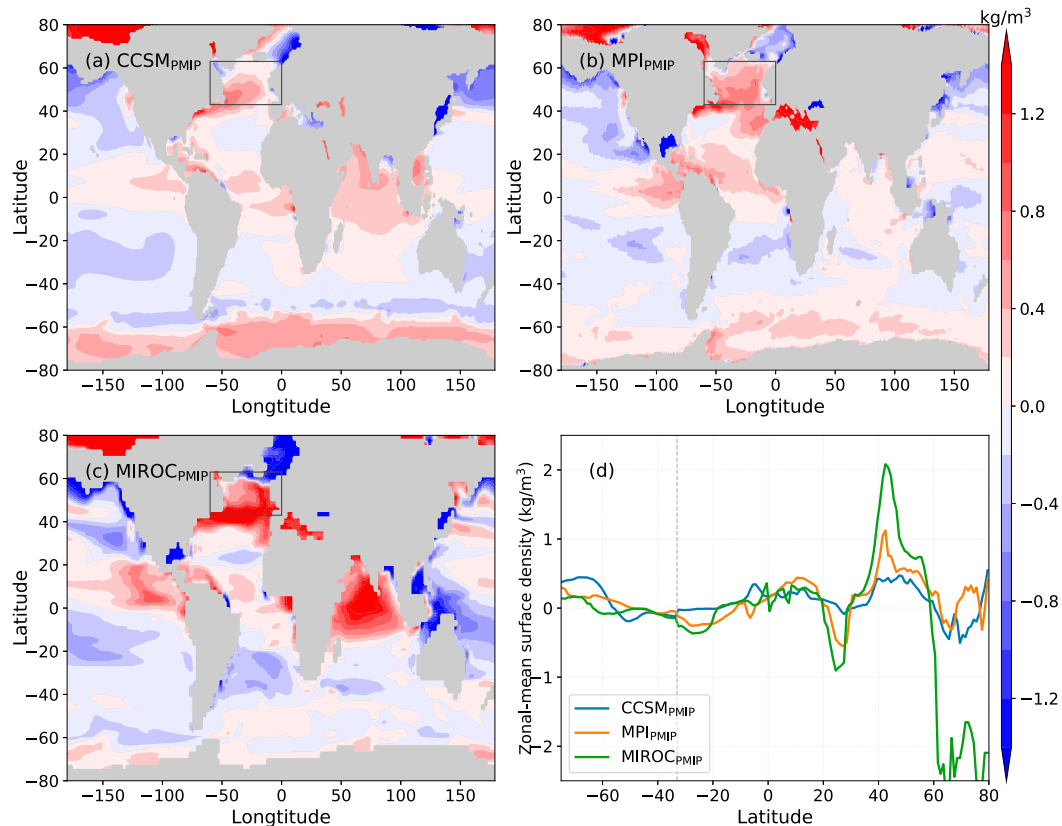 kg/m³
(a) CCSM_PMIP
80
60
40
20
0
−20
−40
−60
−80
Latitude
−150 −100 −50 0 50 100 150
Longtitude
(b) MPI_PMIP
80
60
40
20
0
−20
−40
−60
−80
Latitude
−150 −100 −50 0 50 100 150
Longtitude
1.2
0.8
0.4
0.0
−0.4
−0.8
−1.2
(c) MIROC_PMIP
80
60
40
20
0
−20
−40
−60
−80
Latitude
−150 −100 −50 0 50 100 150
Longtitude
(d)
2
1
0
−1
−2
Zonal-mean surface density (kg/m³)
CCSM_PMIP
MPI_PMIP
MIROC_PMIP
−60 −40 −20 0 20 40 60 80
Latitude